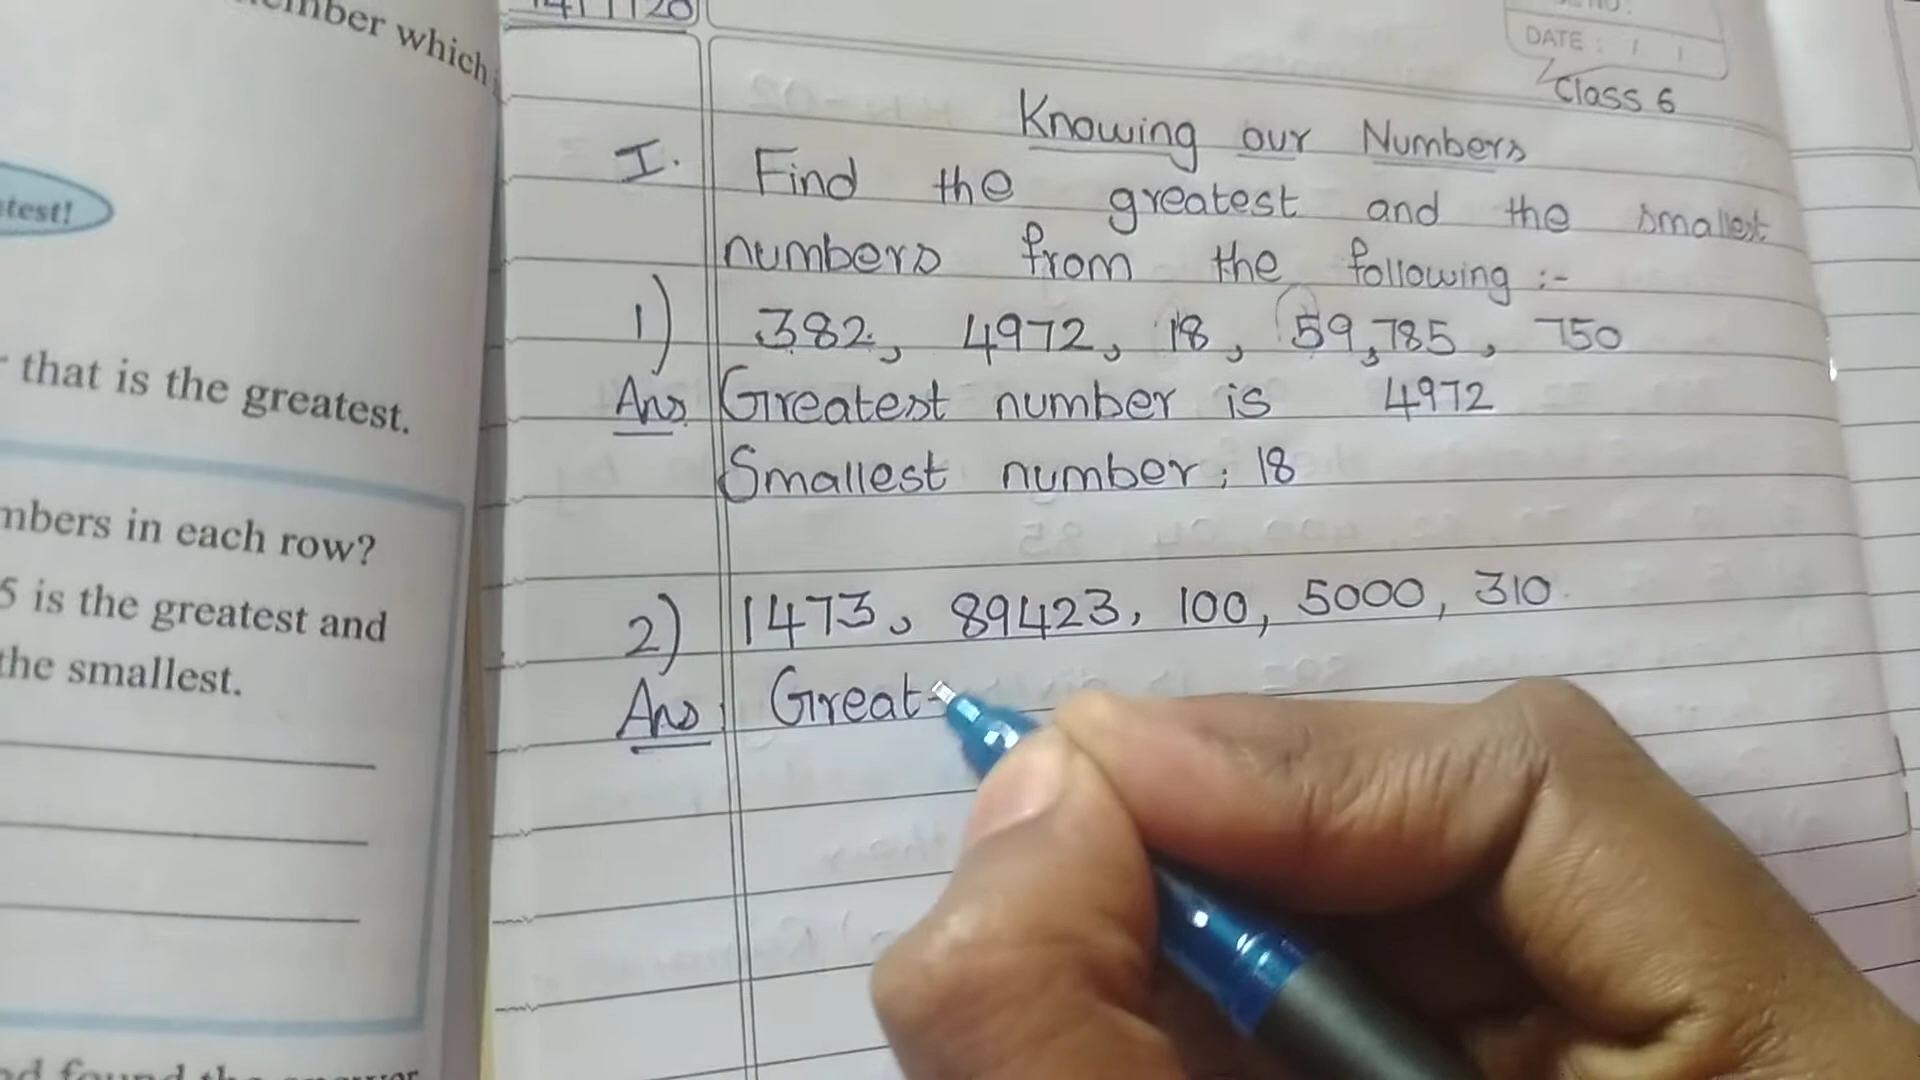 which
test!
that is the greatest.
in each row?
5 is the greatest and
the smallest.
DATE : / /
Class 6
Knowing our Numbers
I. Find the greatest and the smallest
numbers from the following :-
1) 382, 4972, 18, 59,785, 750
Ans Greatest number is 4972
Smallest number : 18
2) 1473, 89423, 100, 5000, 310
Ans: Great